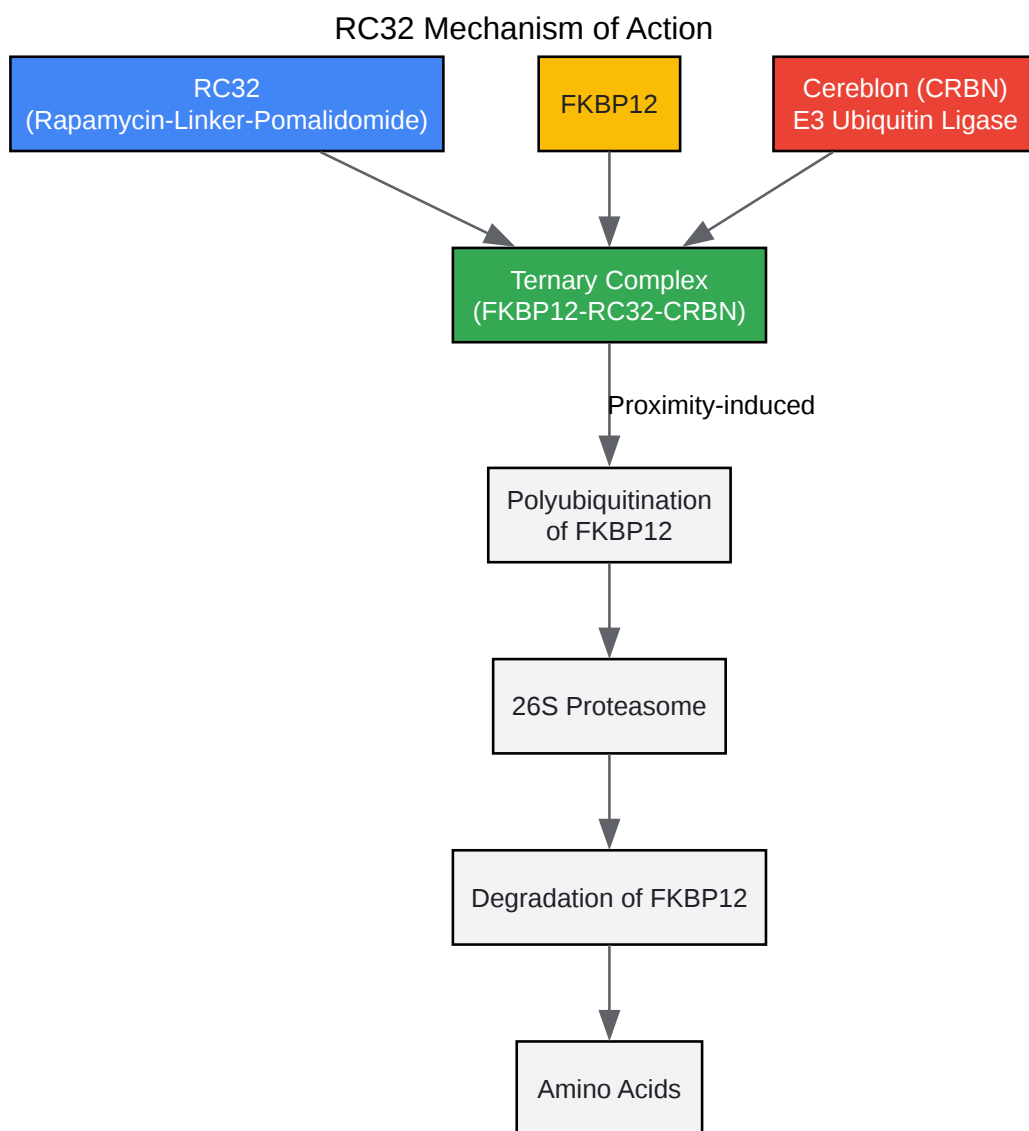 RC32 Mechanism of Action
RC32
(Rapamycin-Linker-Pomalidomide)
FKBP12
Cereblon (CRBN)
E3 Ubiquitin Ligase
Ternary Complex
(FKBP12-RC32-CRBN)
Proximity-induced
Polyubiquitination
of FKBP12
26S Proteasome
Degradation of FKBP12
Amino Acids